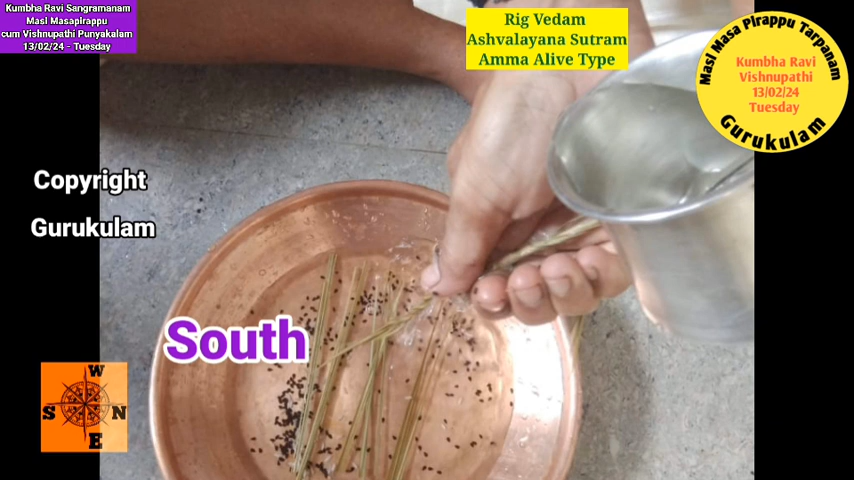 Kumbha Ravi Sangramanam
Masi Masapirappu
cum Vishnupathi Punyakalam
13/02/24 - Tuesday
Rig Vedam
Ashvalayana Sutram
Amma Alive Type
Masi Masa Pirappu Tarpanam
Kumbha Ravi
Vishnupathi
13/02/24
Tuesday
Gurukulam
Copyright
Gurukulam
South
W
S N
E